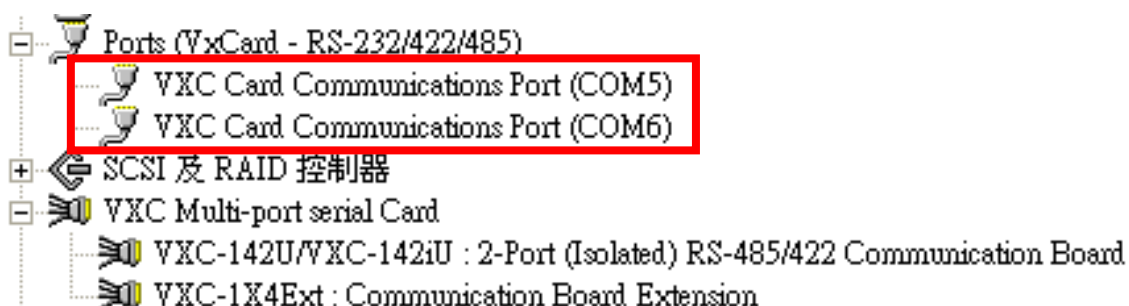 Ports (VxCard - RS-232/422/485)
VXC Card Communications Port (COM5)
VXC Card Communications Port (COM6)
SCSI 及 RAID 控制器
VXC Multi-port serial Card
VXC-142U/VXC-142iU : 2-Port (Isolated) RS-485/422 Communication Board
VXC-1X4Ext : Communication Board Extension